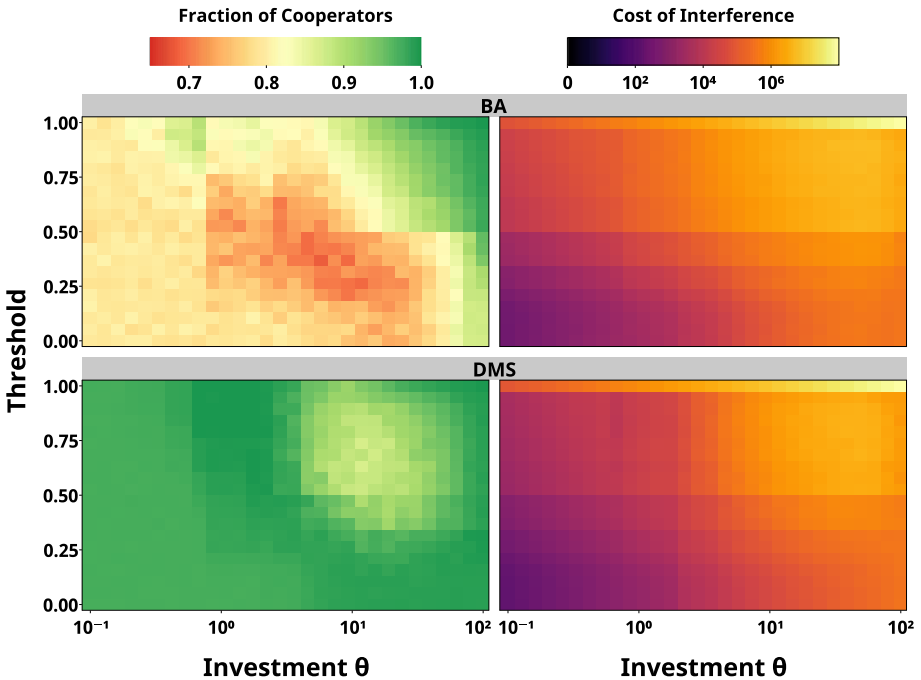 Fraction of Cooperators
Cost of Interference
0.7 0.8 0.9 1.0
0 10² 10⁴ 10⁶
BA
1.00
0.75
0.50
0.25
0.00
Threshold
DMS
1.00
0.75
0.50
0.25
0.00
10⁻¹ 10⁰ 10¹ 10²
10⁻¹ 10⁰ 10¹ 10²
Investment θ
Investment θ